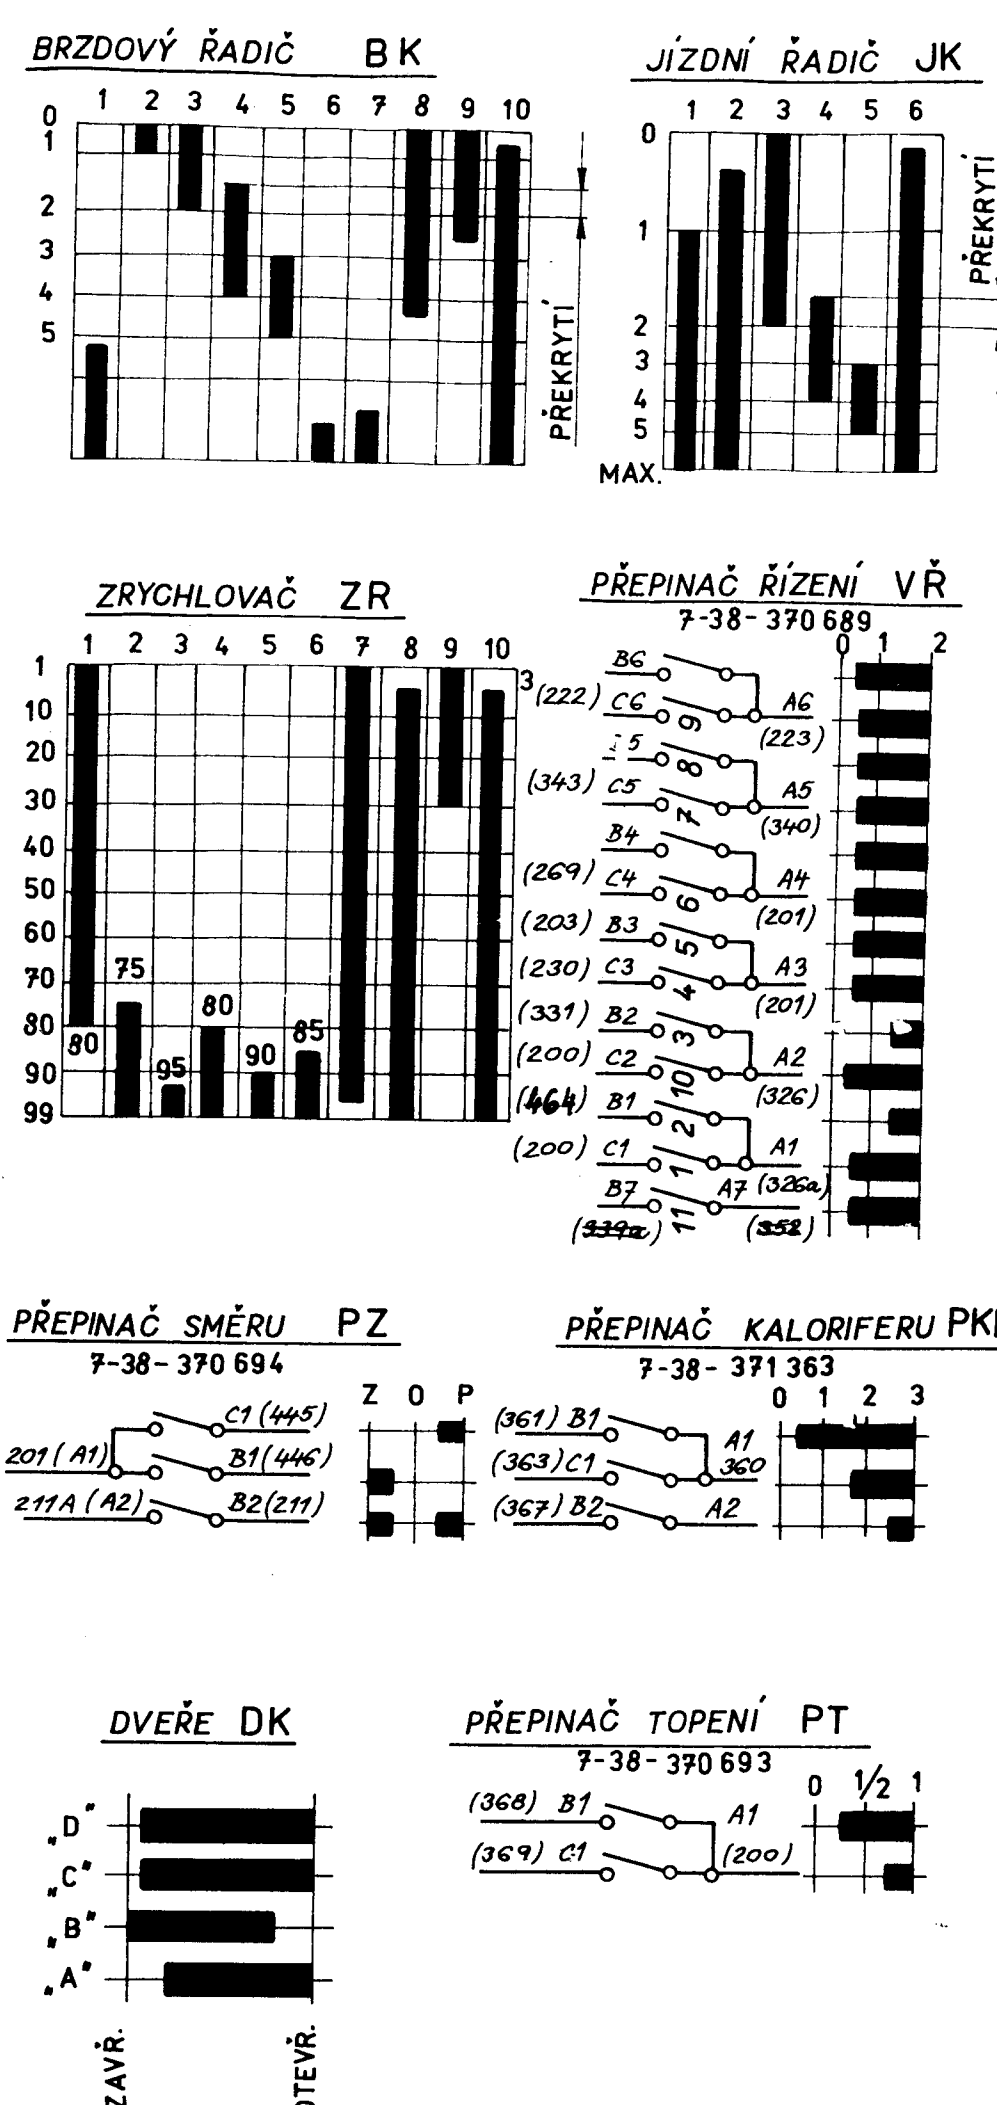 BRZDOVÝ ŘADIČ BK
1 2 3 4 5 6 7 8 9 10
0
1
2
3
4
5
PŘEKRYTÍ
JÍZDNÍ ŘADIČ JK
1 2 3 4 5 6
0
1
2
3
4
5
MAX.
PŘEKRYTÍ
ZRYCHLOVAČ ZR
1 2 3 4 5 6 7 8 9 10
1
10
20
30
40
50
60
70
80
90
99
80
75
95
80
90
85
PŘEPINAČ ŘÍZENÍ VŘ
7-38-370 689
0 1 2
3
B6
(222) C6 9 A6
(223)
5 8
(343) C5 7 A5
(340)
B4
(269) C4 6 A4
(201)
(203) B3 5
(230) C3 4 A3
(201)
(331) B2 3
(200) C2 10 A2
(326)
(464) B1 2
(200) C1 1 A1
(326a)
B7 11 A7
(339a) (352)
PŘEPINAČ SMĚRU PZ
7-38-370 694
Z 0 P
C1 (445)
201 (A1) B1 (446)
211A (A2) B2 (211)
PŘEPINAČ KALORIFERU
7-38-371 363
0 1 2 3
(361) B1 A1
(363) C1 360
(367) B2 A2
DVEŘE DK
„D"
„C"
„B"
„A"
ZAVŘ.
OTEVŘ.
PŘEPINAČ TOPENÍ PT
7-38-370 693
0 1/2 1
(368) B1 A1
(369) C1 (200)